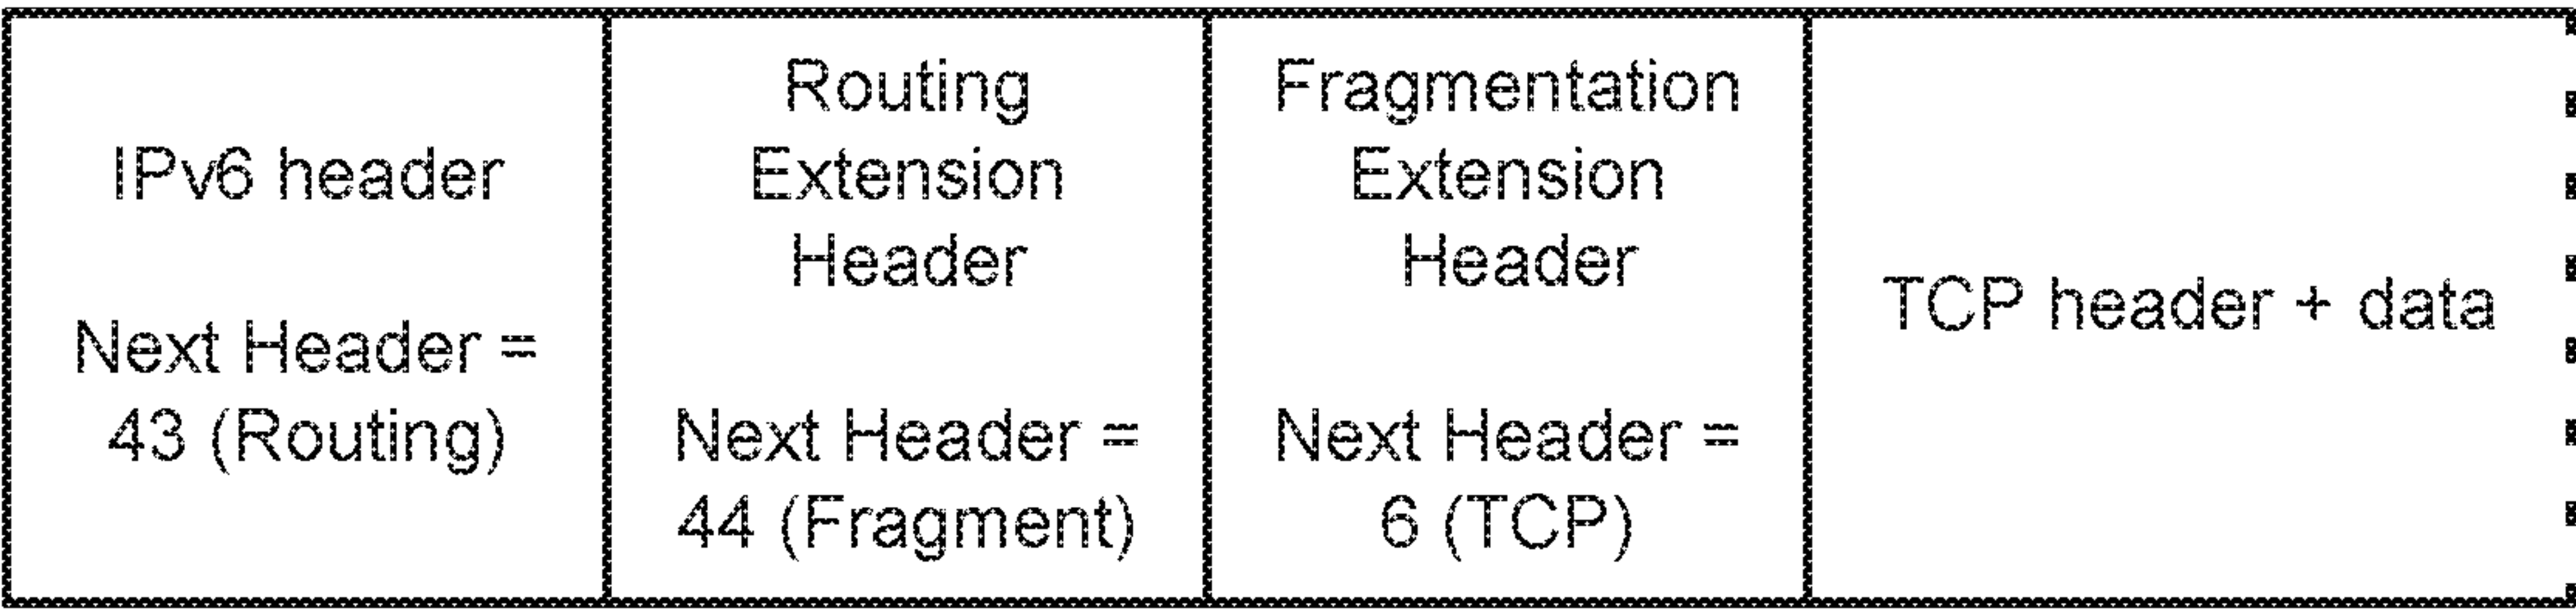 IPv6 header
Next Header =
43 (Routing)
Routing
Extension
Header
Next Header =
44 (Fragment)
Fragmentation
Extension
Header
Next Header =
6 (TCP)
TCP header + data